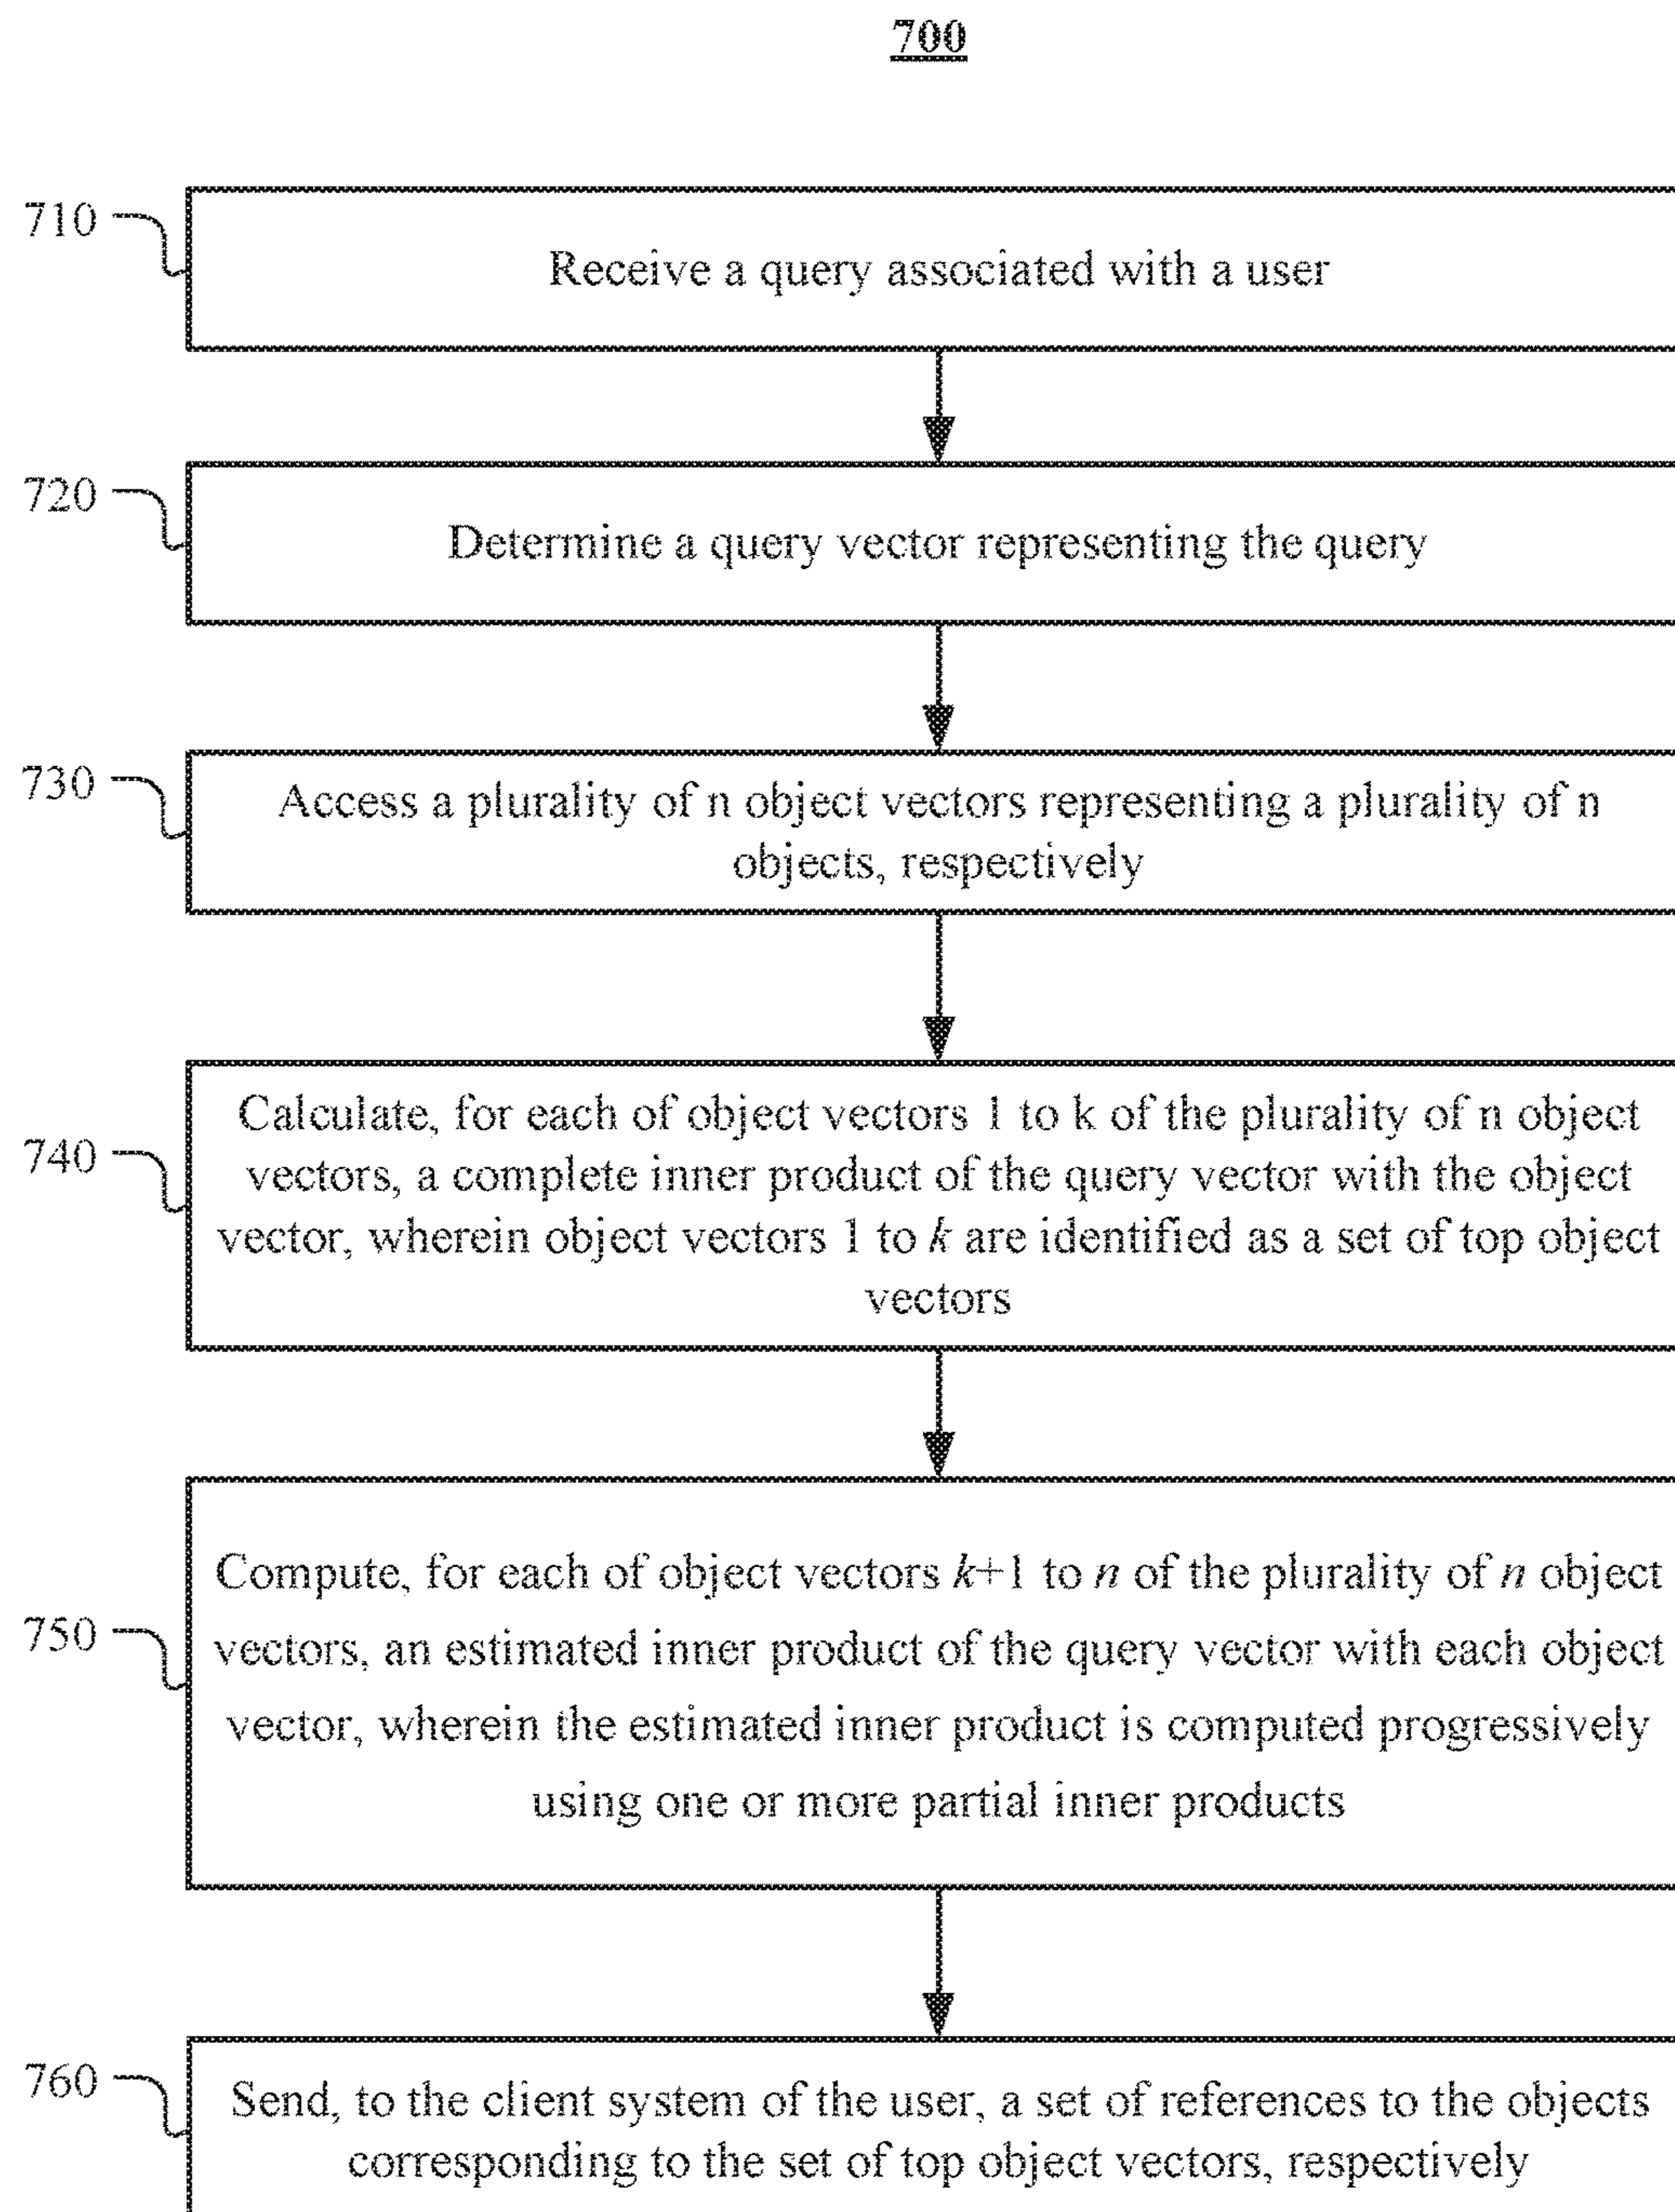 700
710
Receive a query associated with a user
720
Determine a query vector representing the query
730
Access a plurality of n object vectors representing a plurality of n
objects, respectively
740
Calculate, for each of object vectors 1 to k of the plurality of n object
vectors, a complete inner product of the query vector with the object
vector, wherein object vectors 1 to k are identified as a set of top object
vectors
750
Compute, for each of object vectors k+1 to n of the plurality of n object
vectors, an estimated inner product of the query vector with each object
vector, wherein the estimated inner product is computed progressively
using one or more partial inner products
760
Send, to the client system of the user, a set of references to the objects
corresponding to the set of top object vectors, respectively